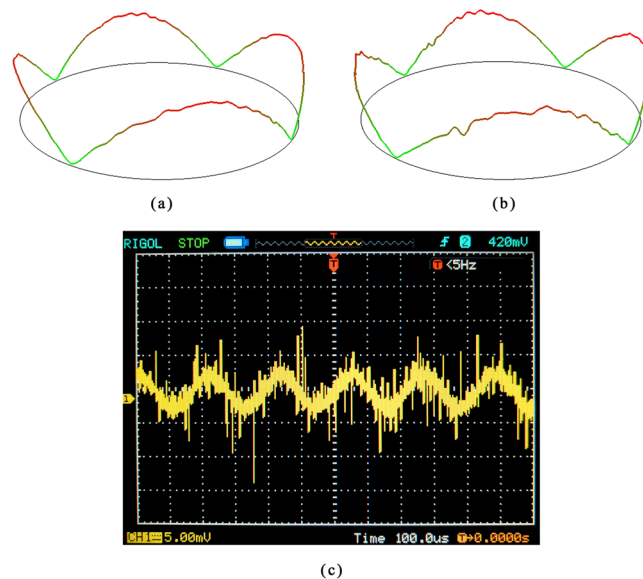 (a)
(b)
RIGOL STOP T f 2 420mV
T T <5Hz
1
CH1 5.00mV Time 100.0us T→0.0000s
(c)